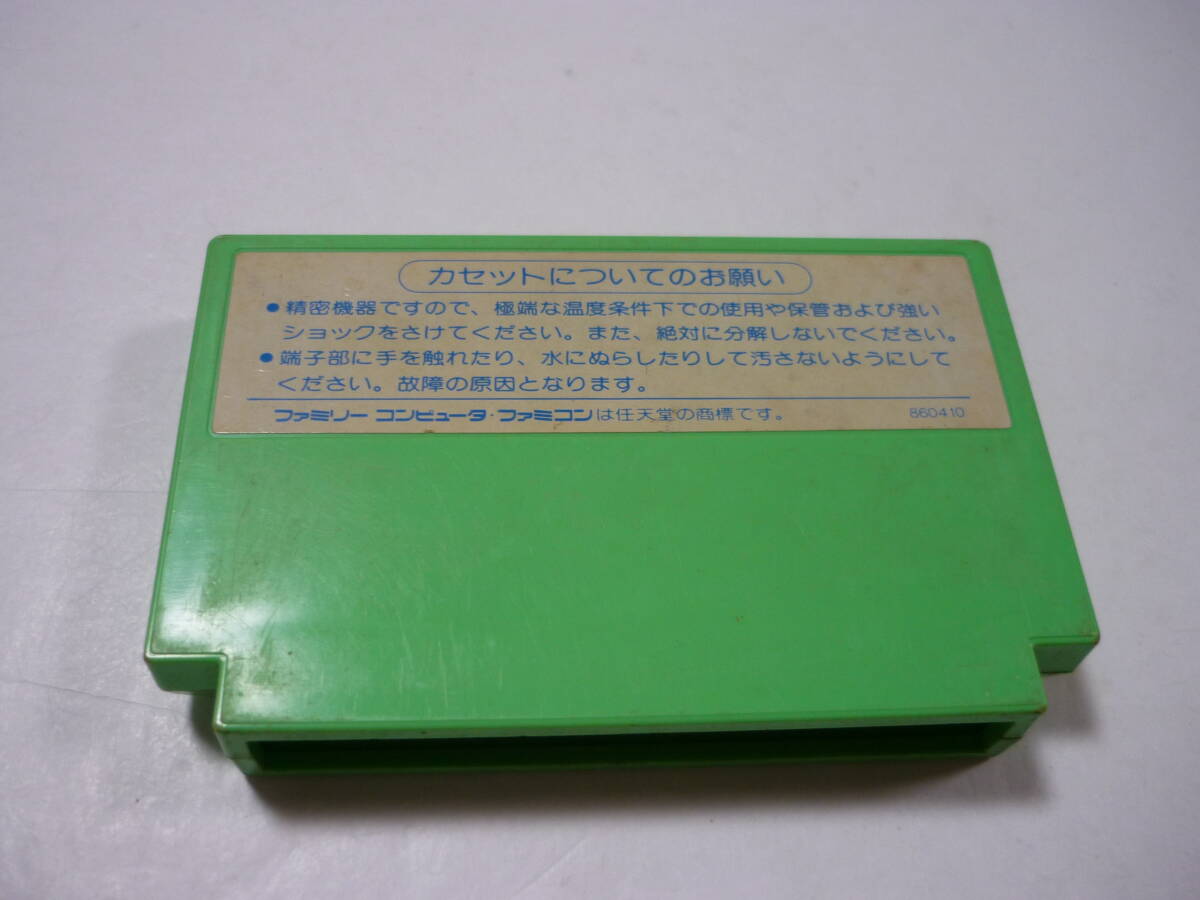 カセットについてのお願い
●精密機器ですので、極端な温度条件下での使用や保管および強い
ショックをさけてください。また、絶対に分解しないでください。
●端子部に手を触れたり、水にぬらしたりして汚さないようにして
ください。故障の原因となります。
ファミリー コンピュータ・ファミコンは任天堂の商標です。 860410